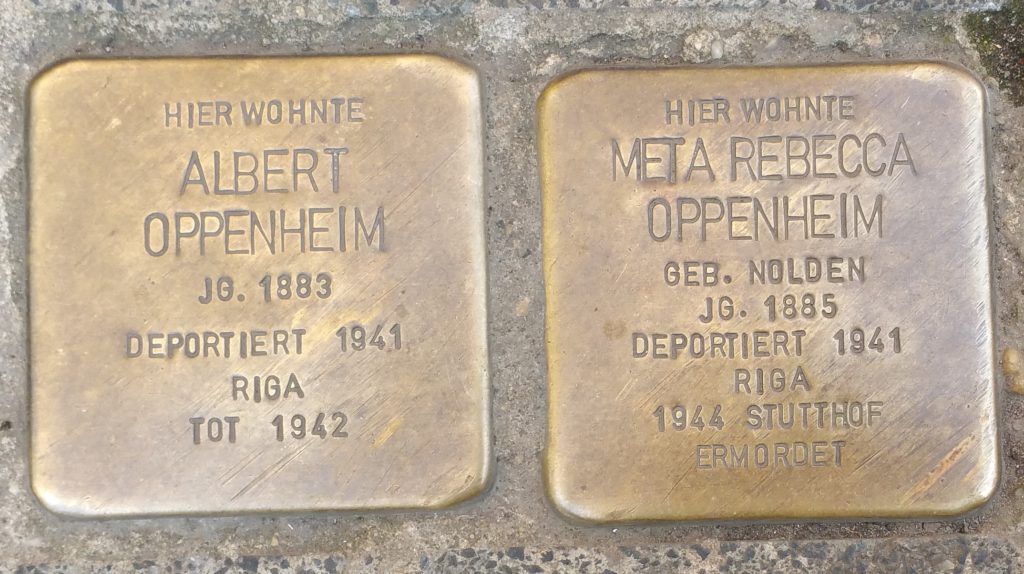 HIER WOHNTE
ALBERT
OPPENHEIM
JG. 1883
DEPORTIERT 1941
RIGA
TOT 1942
HIER WOHNTE
META REBECCA
OPPENHEIM
GEB. NOLDEN
JG. 1885
DEPORTIERT 1941
RIGA
1944 STUTTHOF
ERMORDET